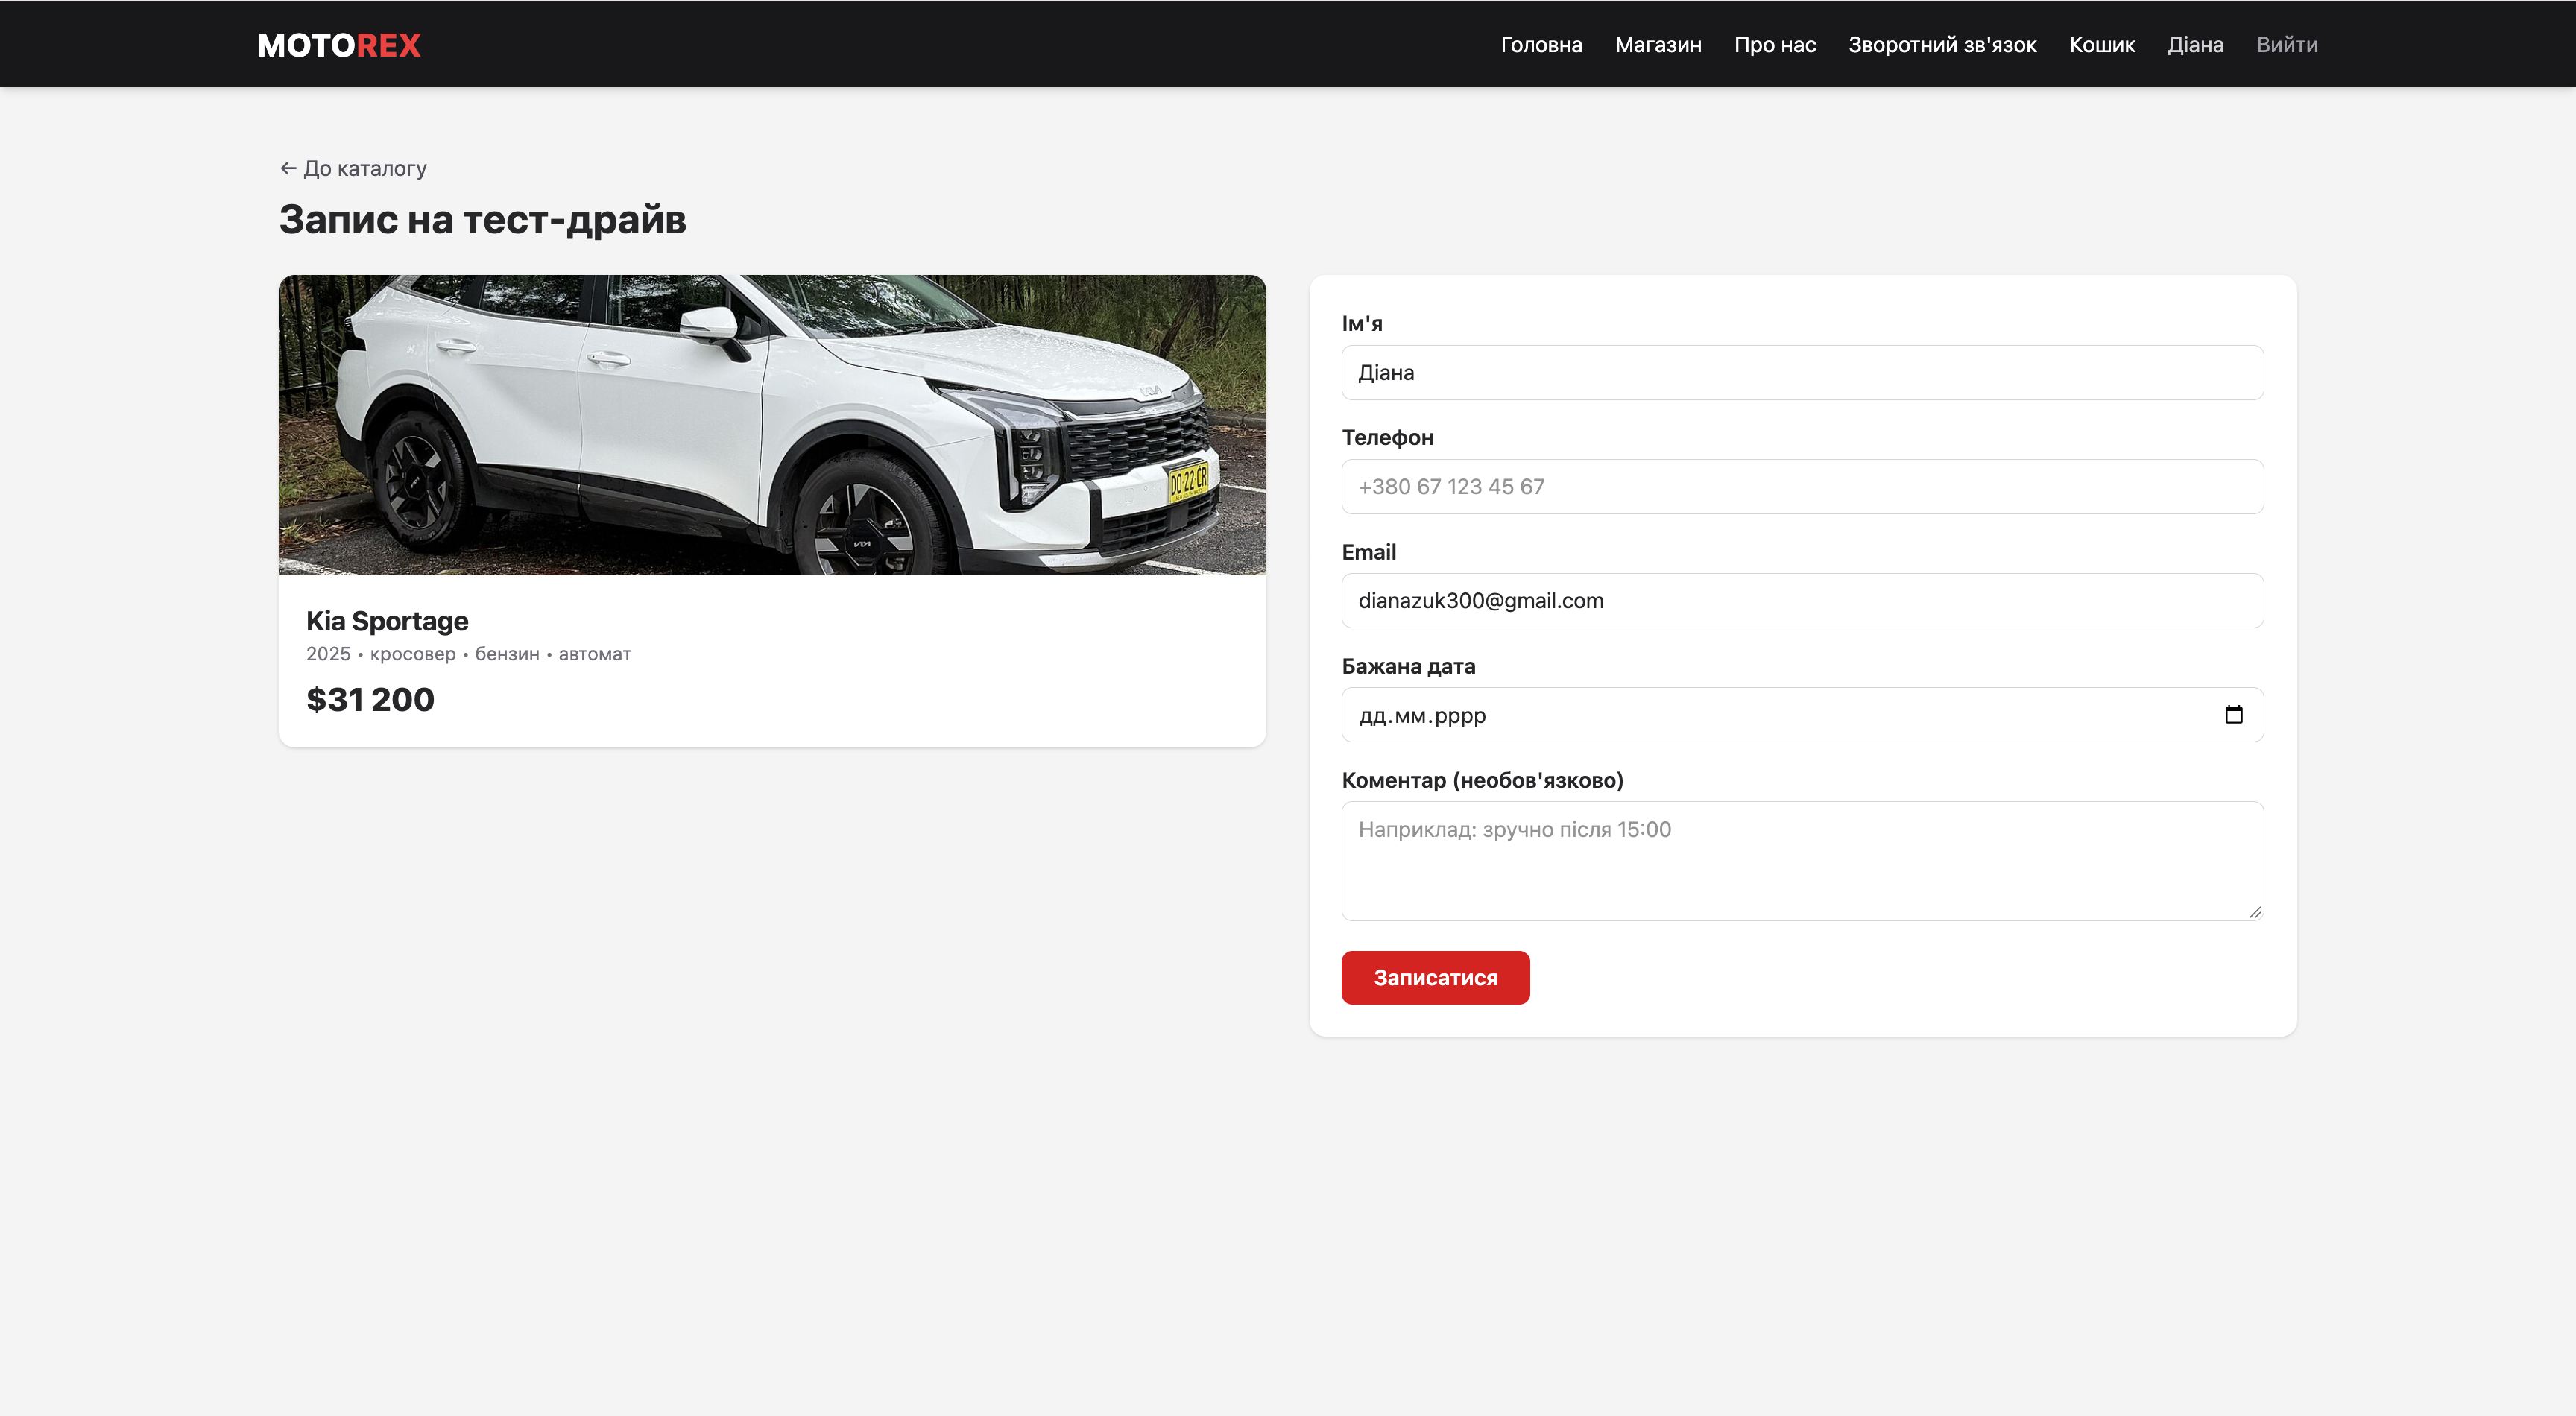 MOTOREX
Головна Магазин Про нас Зворотний зв'язок Кошик Діана Вийти
← До каталогу
Запис на тест-драйв
Kia Sportage
2025 • кросовер • бензин • автомат
$31 200
Ім'я
Діана
Телефон
+380 67 123 45 67
Email
dianazuk300@gmail.com
Бажана дата
дд.мм.рррр
Коментар (необов'язково)
Наприклад: зручно після 15:00
Записатися